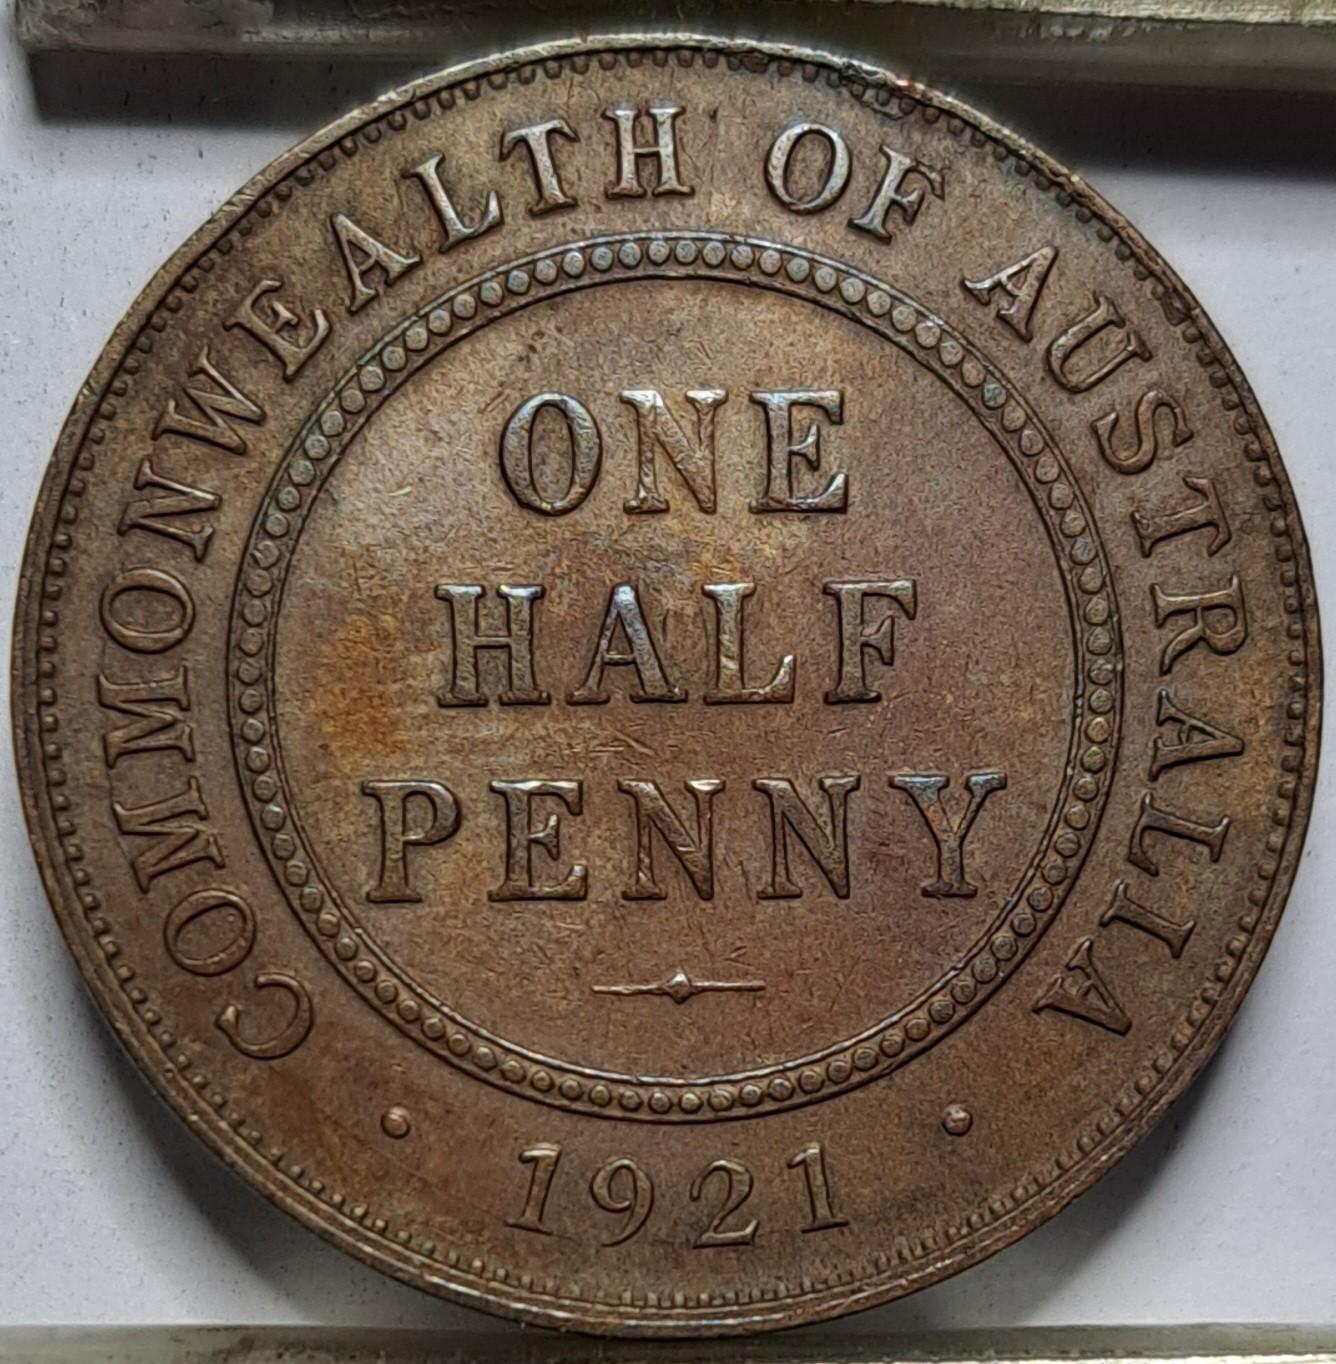 COMMONWEALTH OF AUSTRALIA
ONE
HALF
PENNY
1921